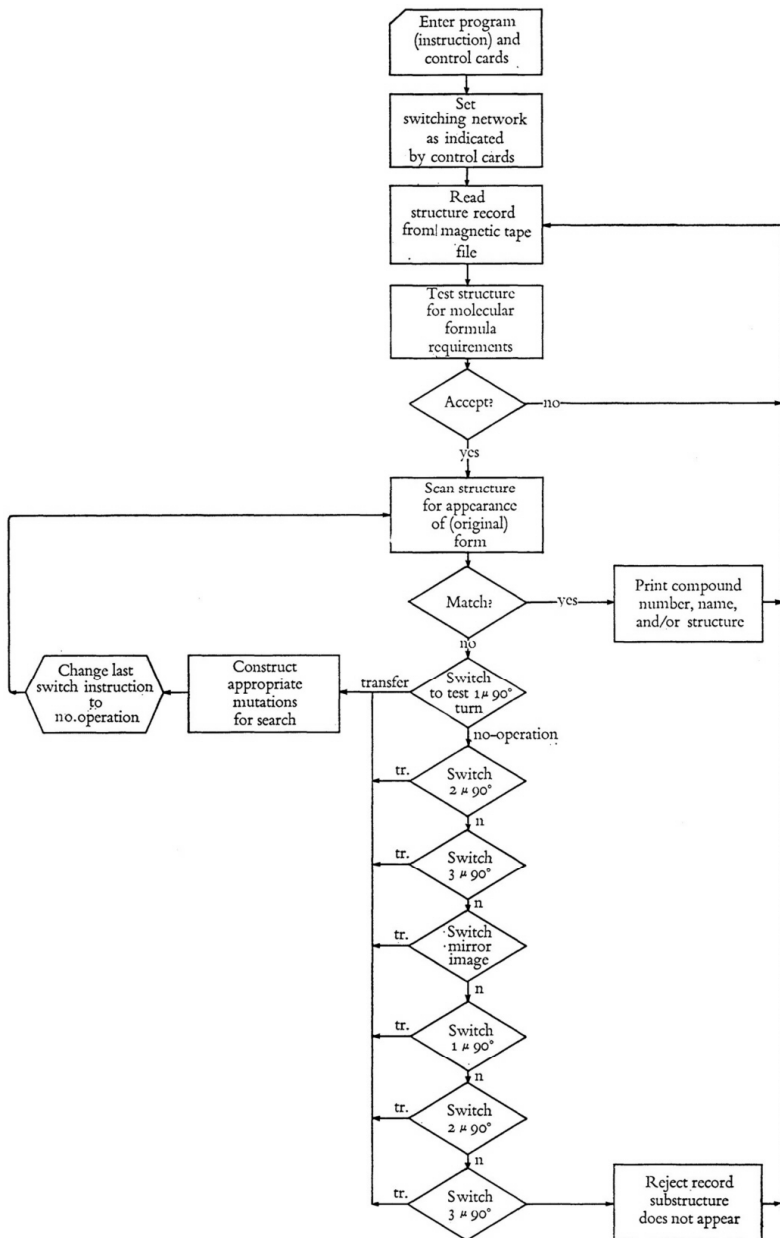 Enter program
(instruction) and
control cards
Set
switching network
as indicated
by control cards
Read
structure record
from magnetic tape
file
Test structure
for molecular
formula
requirements
Accept?
no
yes
Scan structure
for appearance
of (original)
form
Match?
yes
Print compound
number, name,
and/or structure
no
Change last
switch instruction
to
no.operation
Construct
appropriate
mutations
for search
transfer
Switch
to test 1 μ 90°
turn
no-operation
tr.
Switch
2 μ 90°
n
tr.
Switch
3 μ 90°
n
tr.
Switch
mirror
image
n
tr.
Switch
1 μ 90°
n
tr.
Switch
2 μ 90°
n
tr.
Switch
3 μ 90°
Reject record
substructure
does not appear